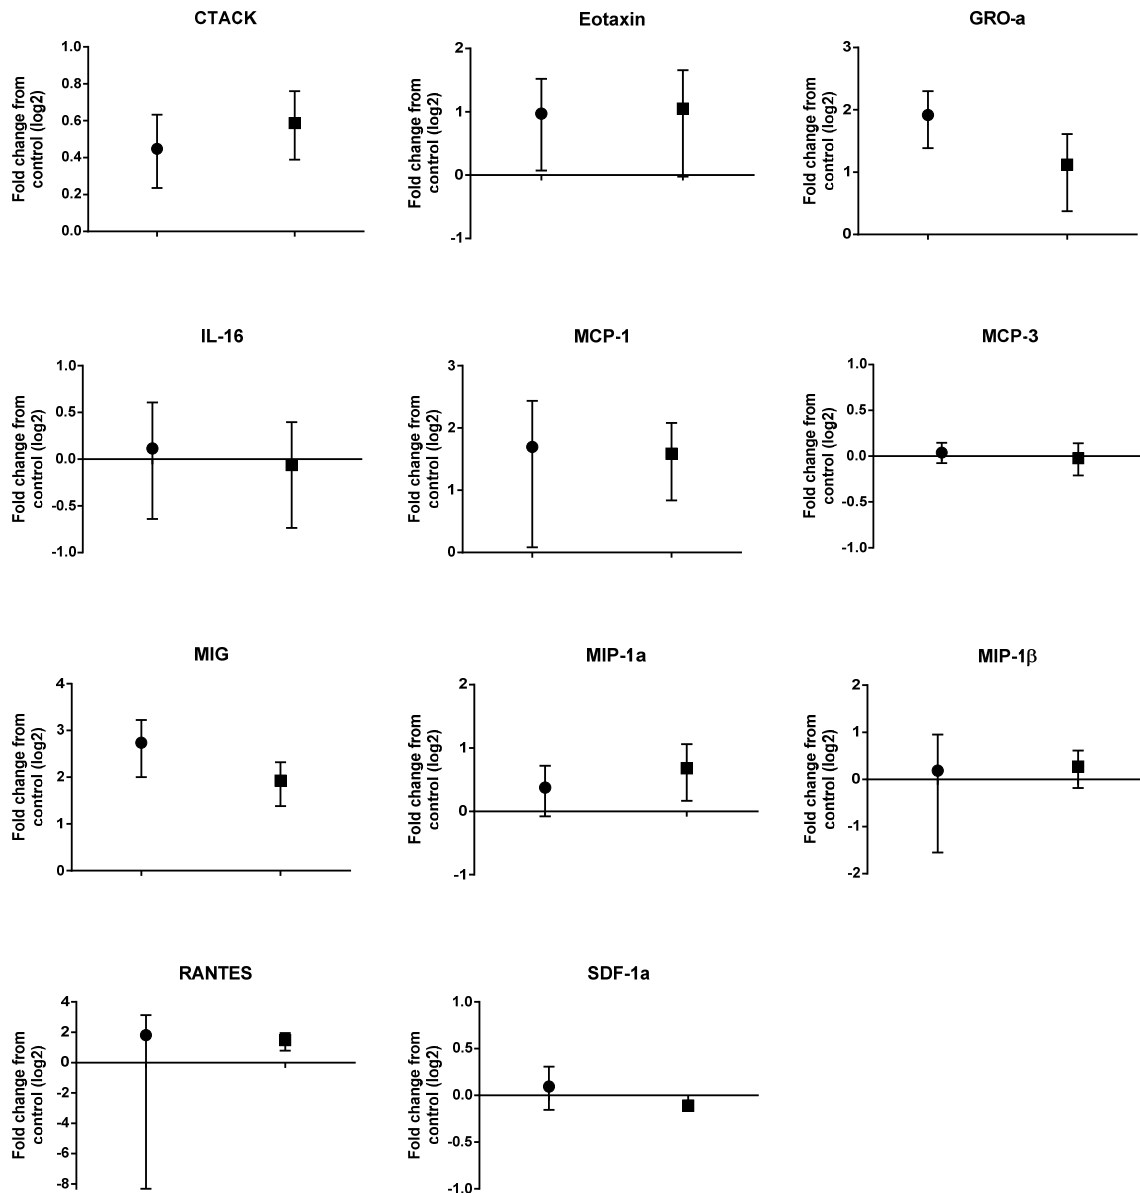 CTACK
Fold change from
control (log2)
1.0
0.8
0.6
0.4
0.2
0.0
Eotaxin
Fold change from
control (log2)
2
1
0
-1
GRO-a
Fold change from
control (log2)
3
2
1
0
IL-16
Fold change from
control (log2)
1.0
0.5
0.0
-0.5
-1.0
MCP-1
Fold change from
control (log2)
3
2
1
0
MCP-3
Fold change from
control (log2)
1.0
0.5
0.0
-0.5
-1.0
MIG
Fold change from
control (log2)
4
3
2
1
0
MIP-1a
Fold change from
control (log2)
2
1
0
-1
MIP-1β
Fold change from
control (log2)
2
1
0
-1
-2
RANTES
Fold change from
control (log2)
4
2
0
-2
-4
-6
-8
SDF-1a
Fold change from
control (log2)
1.0
0.5
0.0
-0.5
-1.0